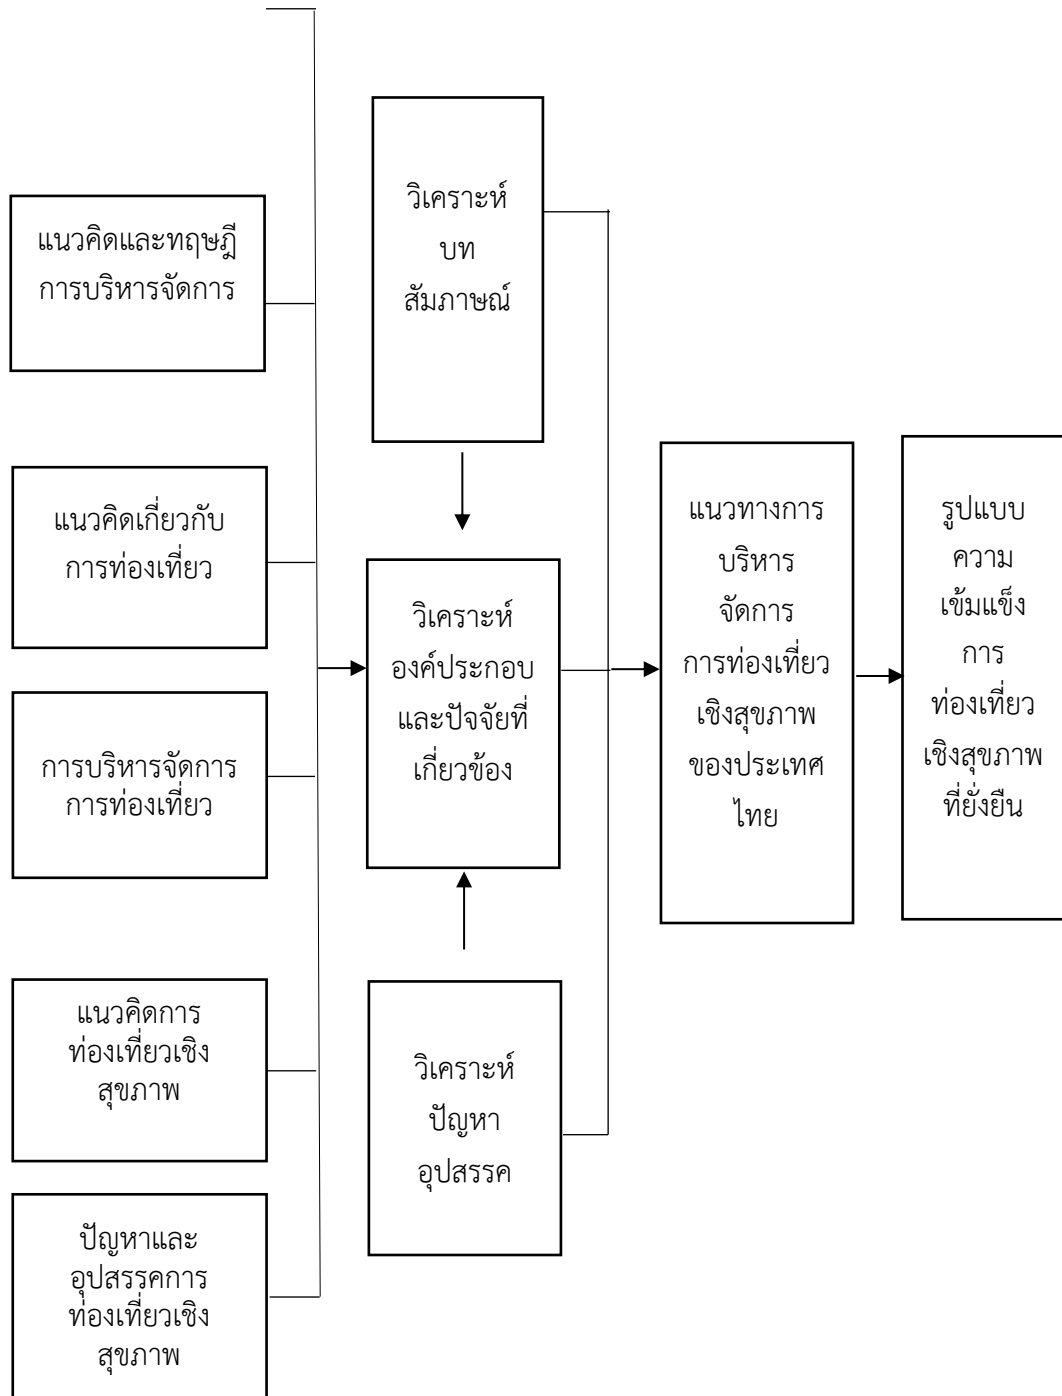 แนวคิดและทฤษฎี
การบริหารจัดการ
แนวคิดเกี่ยวกับ
การท่องเที่ยว
การบริหารจัดการ
การท่องเที่ยว
แนวคิดการ
ท่องเที่ยวเชิง
สุขภาพ
ปัญหาและ
อุปสรรคการ
ท่องเที่ยวเชิง
สุขภาพ
วิเคราะห์
บท
สัมภาษณ์
วิเคราะห์
องค์ประกอบ
และปัจจัยที่
เกี่ยวข้อง
วิเคราะห์
ปัญหา
อุปสรรค
แนวทางการ
บริหาร
จัดการ
การท่องเที่ยว
เชิงสุขภาพ
ของประเทศ
ไทย
รูปแบบ
ความ
เข้มแข็ง
การ
ท่องเที่ยว
เชิงสุขภาพ
ที่ยั่งยืน